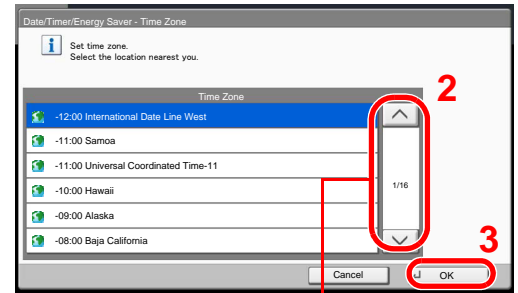 Date/Timer/Energy Saver - Time Zone
Set time zone.
Select the location nearest you.
2
Time Zone
-12:00 International Date Line West
-11:00 Samoa
-11:00 Universal Coordinated Time-11
-10:00 Hawaii
1/16
-09:00 Alaska
-08:00 Baja California
3
Cancel
OK